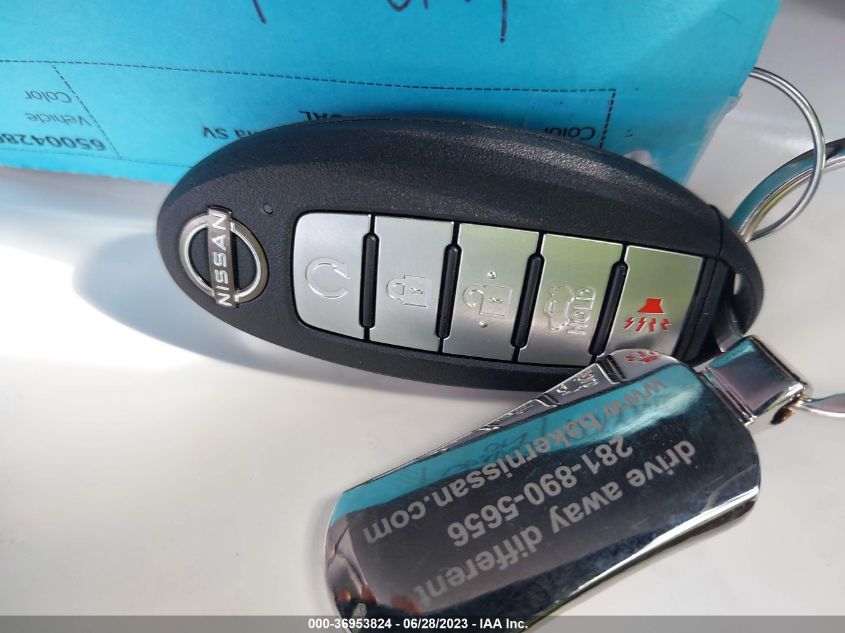 65004289
Vehicle
Color
Color
SV
NISSAN
HOLD
drive away different
281-890-5656
www.bakernissan.com
000-36953824 - 06/28/2023 - IAA Inc.